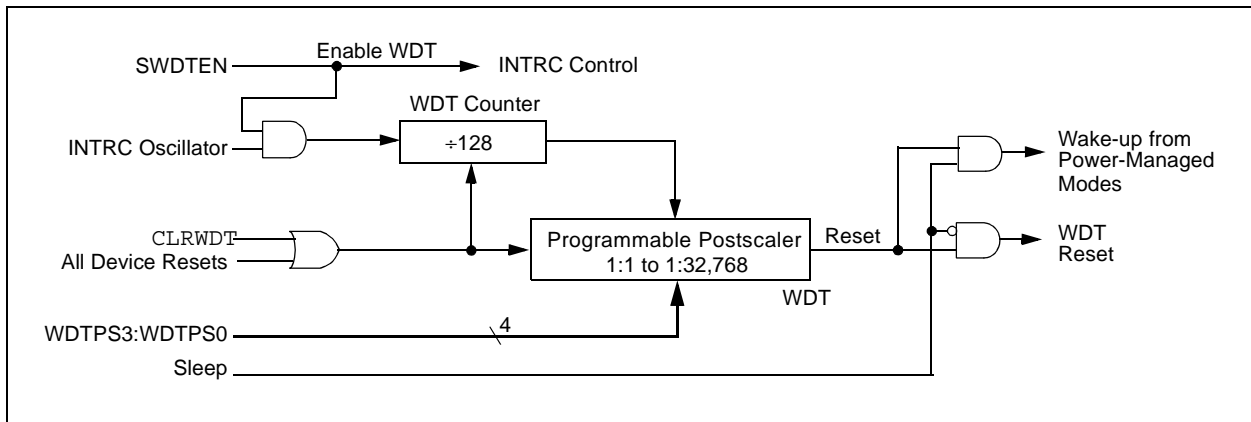 Enable WDT
SWDTEN
INTRC Control
WDT Counter
INTRC Oscillator
÷128
Wake-up from
Power-Managed
Modes
CLRWDT
All Device Resets
Programmable Postscaler
1:1 to 1:32,768
Reset
WDT
Reset
WDT
4
WDTPS3:WDTPS0
Sleep